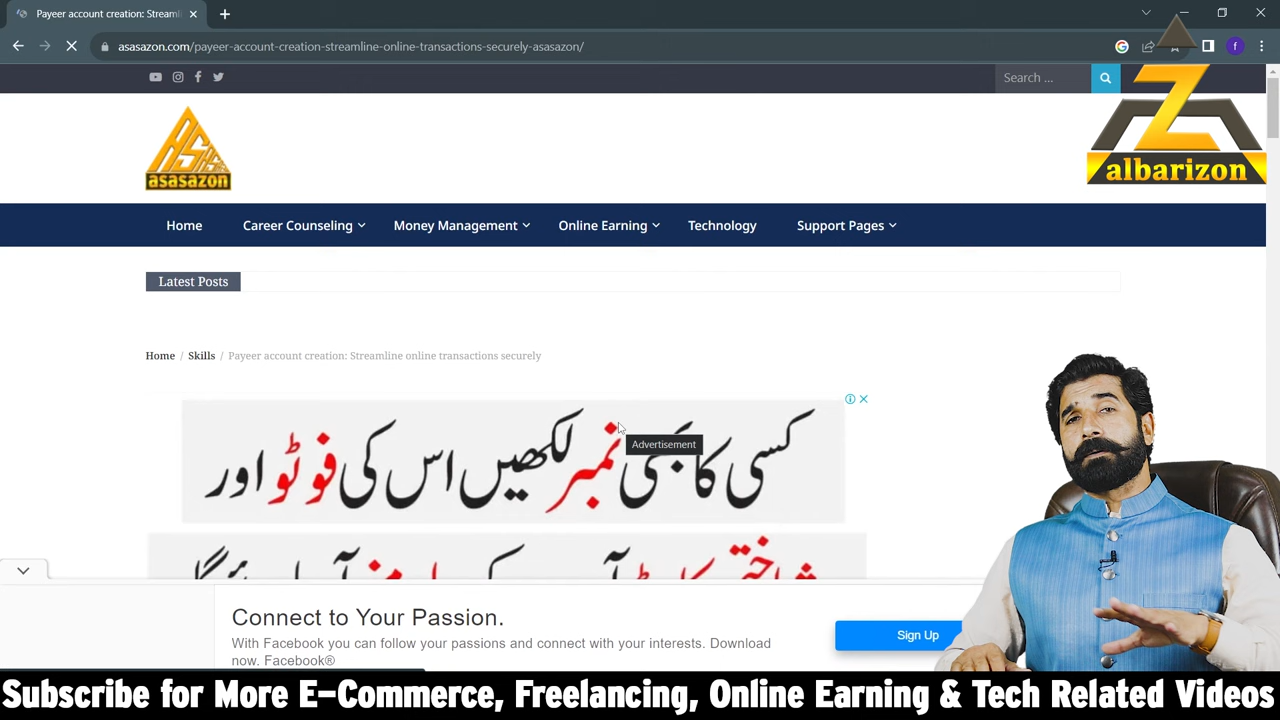 Payeer account creation: Streaml
asasazon.com/payeer-account-creation-streamline-online-transactions-securely-asasazon/
f
Search ...
ASASA
asasazon
Z
albarizon
Home
Career Counseling
Money Management
Online Earning
Technology
Support Pages
Latest Posts
Home / Skills / Payeer account creation: Streamline online transactions securely
کسی کا بھی نمبر لکھیں اس کی فوٹو اور
Advertisement
Connect to Your Passion.
With Facebook you can follow your passions and connect with your interests. Download
now. Facebook®
Sign Up
Subscribe for More E-Commerce, Freelancing, Online Earning & Tech Related Videos